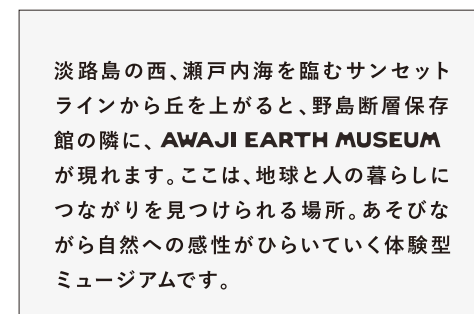 淡路島の西、瀬戸内海を臨むサンセット
ラインから丘を上がると、野島断層保存
館の隣に、AWAJI EARTH MUSEUM
が現れます。ここは、地球と人の暮らしに
つながりを見つけられる場所。あそびな
がら自然への感性がひらいていく体験型
ミュージアムです。